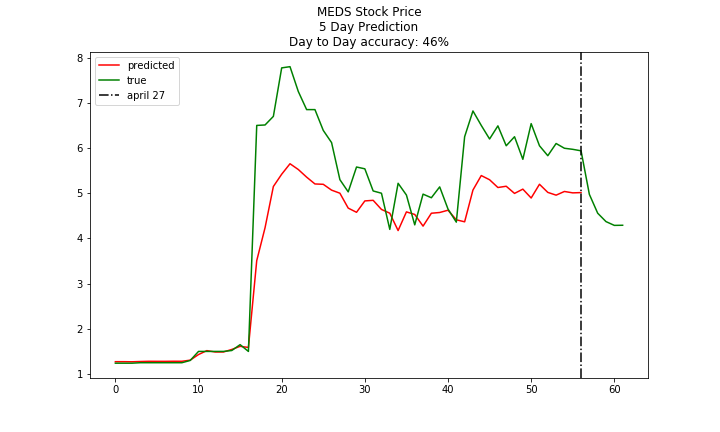 MEDS Stock Price
5 Day Prediction
Day to Day accuracy: 46%
predicted
true
april 27
8
7
6
5
4
3
2
1
0 10 20 30 40 50 60